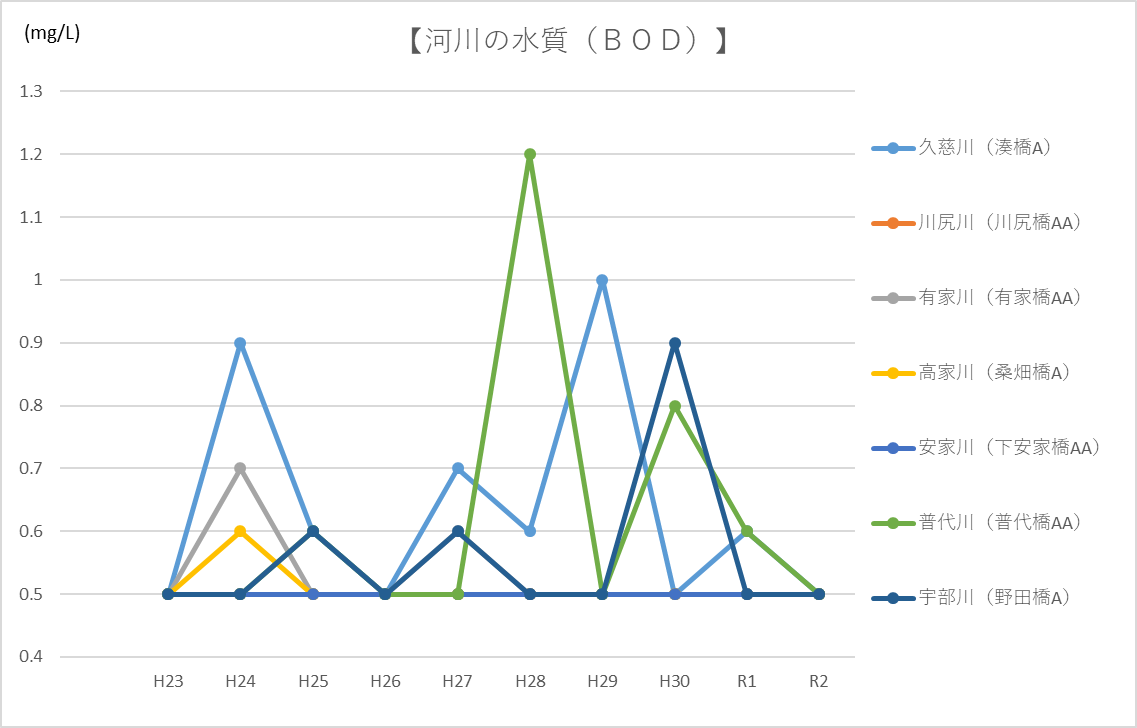 (mg/L)
【河川の水質（ＢＯＤ）】
1.3
1.2
1.1
1
0.9
0.8
0.7
0.6
0.5
0.4
H23 H24 H25 H26 H27 H28 H29 H30 R1 R2
久慈川（湊橋A）
川尻川（川尻橋AA）
有家川（有家橋AA）
高家川（桑畑橋A）
安家川（下安家橋AA）
普代川（普代橋AA）
宇部川（野田橋A）